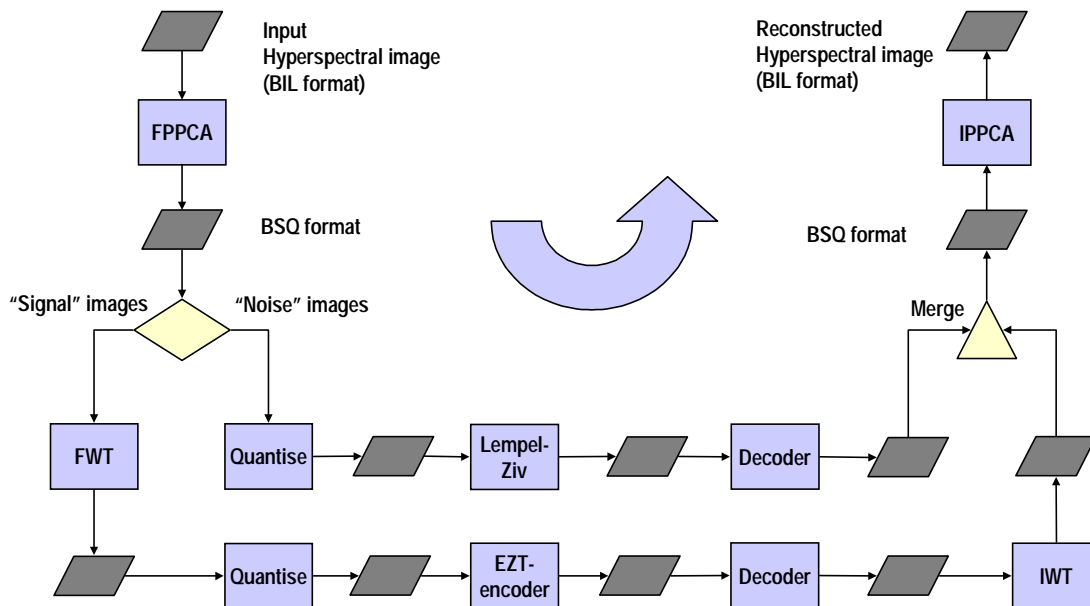 Input
Hyperspectral image
(BIL format)
FPPCA
BSQ format
“Signal” images
“Noise” images
FWT
Quantise
Lempel-
Ziv
Decoder
Quantise
EZT-
encoder
Decoder
IWT
Merge
BSQ format
IPPCA
Reconstructed
Hyperspectral image
(BIL format)